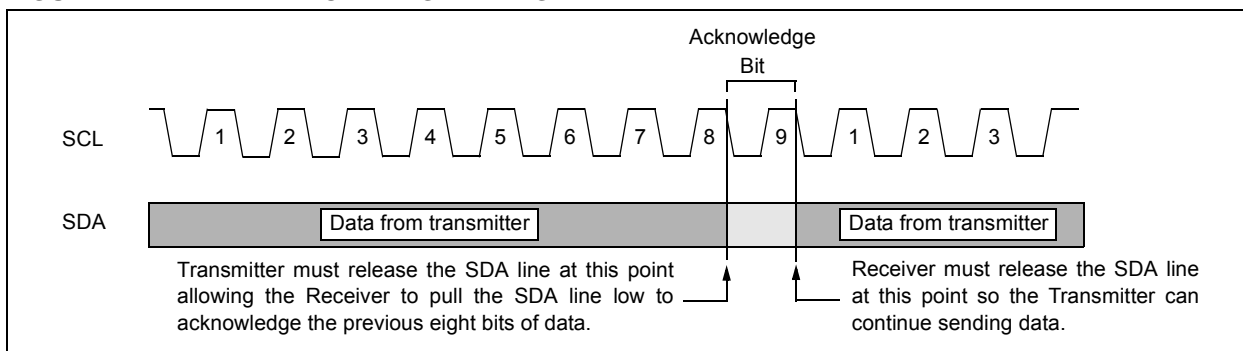 Acknowledge
Bit
SCL
1 2 3 4 5 6 7 8 9 1 2 3
SDA
Data from transmitter
Data from transmitter
Transmitter must release the SDA line at this point
allowing the Receiver to pull the SDA line low to
acknowledge the previous eight bits of data.
Receiver must release the SDA line
at this point so the Transmitter can
continue sending data.